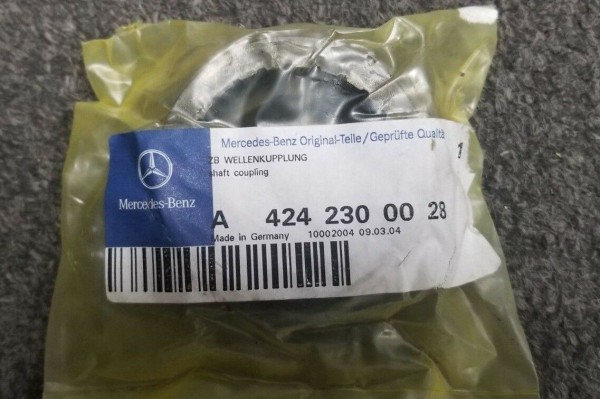 Mercedes-Benz Original-Teile/Geprüfte Qualität
ZB WELLENKUPPLUNG
shaft coupling
Mercedes-Benz
A 424 230 00 28
Made in Germany 10002004 09.03.04